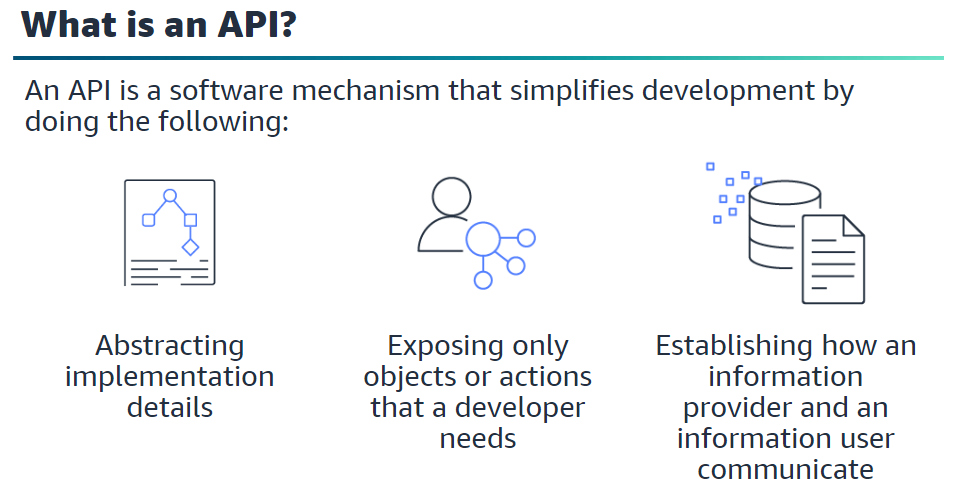 What is an API?
An API is a software mechanism that simplifies development by
doing the following:
Abstracting
implementation
details
Exposing only
objects or actions
that a developer
needs
Establishing how an
information
provider and an
information user
communicate